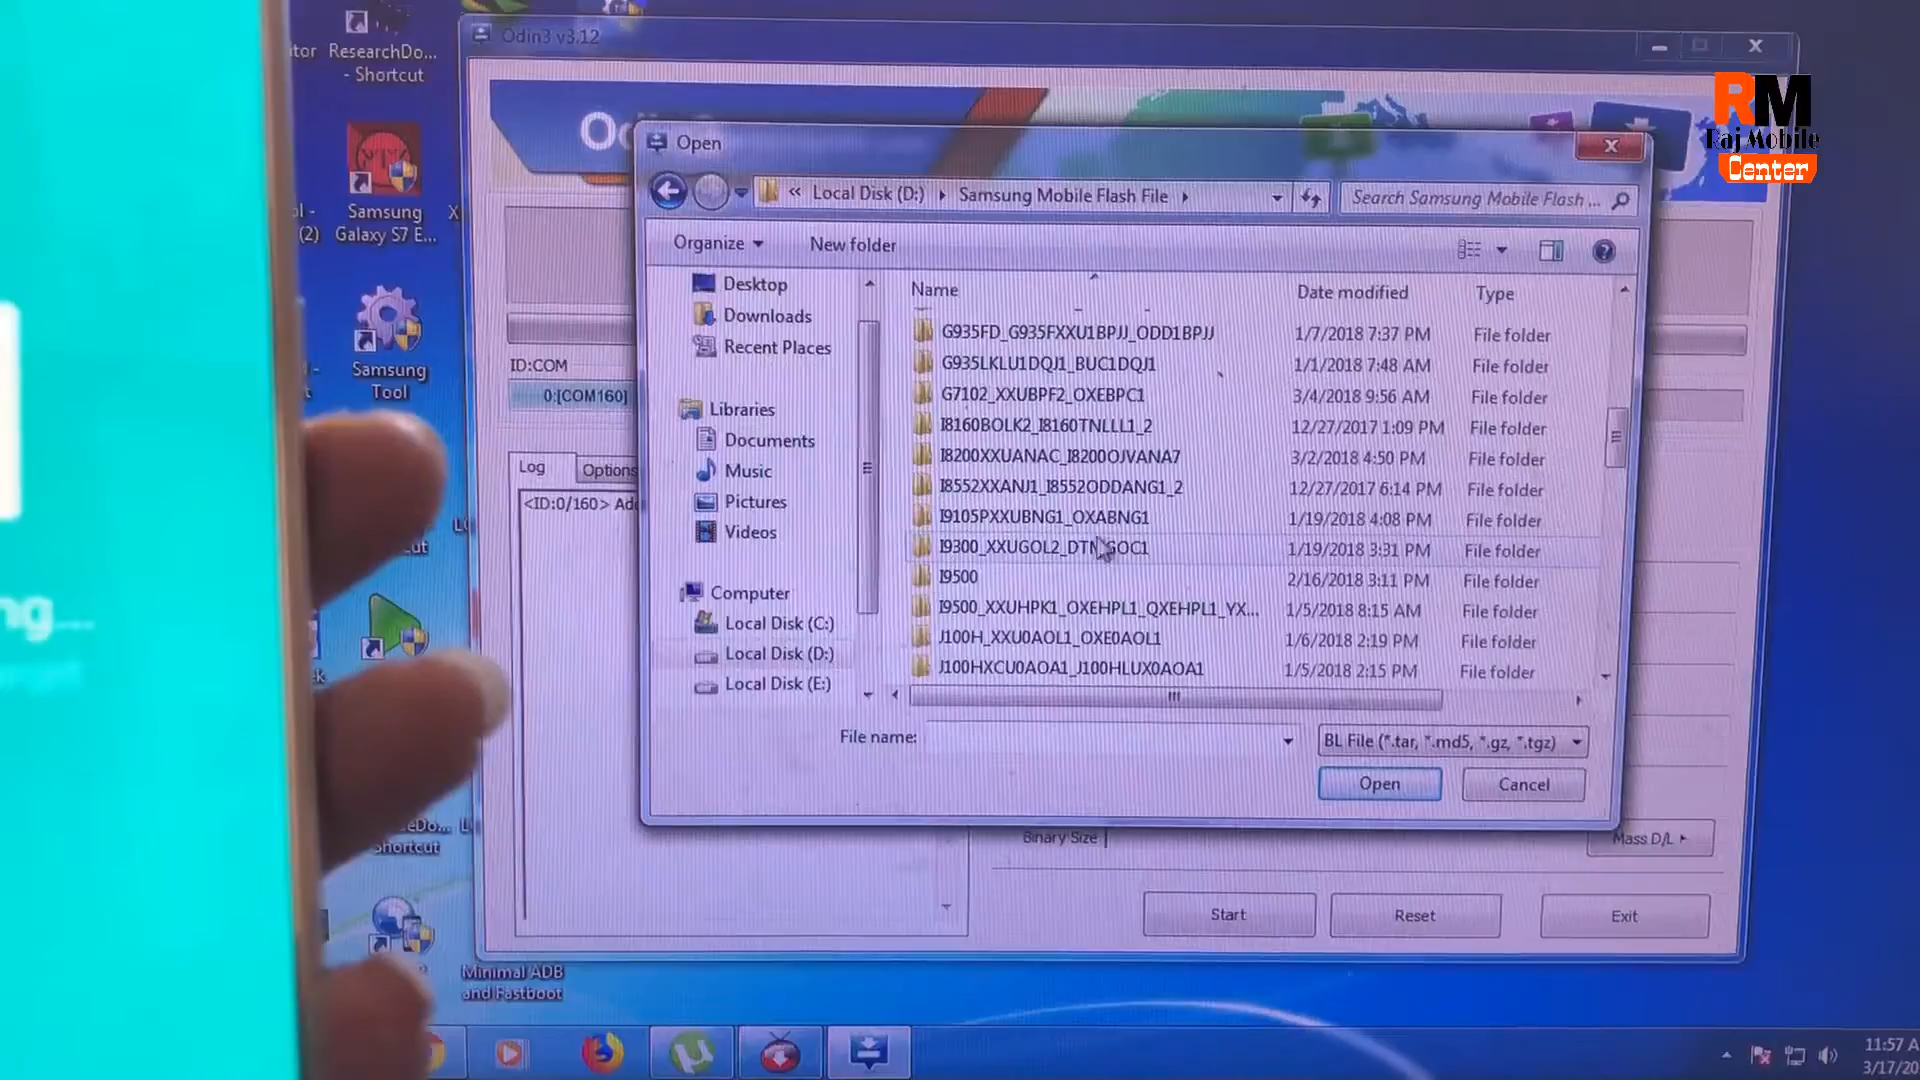 ResearchDo...
- Shortcut
Samsung
Galaxy S7 E...
(2)
Samsung
Tool
Shortcut
Minimal ADB
and Fastboot
Odin3 v3.12
RM
Raj Mobile
Center
Open
« Local Disk (D:) Samsung Mobile Flash File
Search Samsung Mobile Flash ...
Organize New folder
Desktop
Downloads
Recent Places
Libraries
Documents
Music
Pictures
Videos
Computer
Local Disk (C:)
Local Disk (D:)
Local Disk (E:)
Name Date modified Type
G935FD_G935FXXU1BPJJ_ODD1BPJJ 1/7/2018 7:37 PM File folder
G935LKLU1DQJ1_BUC1DQJ1 1/1/2018 7:48 AM File folder
G7102_XXUBPF2_OXEBPC1 3/4/2018 9:56 AM File folder
I8160BOLK2_I8160TNLLL1_2 12/27/2017 1:09 PM File folder
I8200XXUANAC_I8200OJVANA7 3/2/2018 4:50 PM File folder
I8552XXANJ1_I8552ODDANG1_2 12/27/2017 6:14 PM File folder
I9105PXXUBNG1_OXABNG1 1/19/2018 4:08 PM File folder
1/19/2018 3:31 PM File folder
I9500 2/16/2018 3:11 PM File folder
I9500_XXUHPK1_OXEHPL1_QXEHPL1_YX... 1/5/2018 8:15 AM File folder
J100H_XXU0AOL1_OXE0AOL1 1/6/2018 2:19 PM File folder
J100HXCU0AOA1_J100HLUX0AOA1 1/5/2018 2:15 PM File folder
File name:
BL File (*.tar, *.md5, *.gz, *.tgz)
Open Cancel
ID:COM
0:[COM160]
Log Options
<ID:0/160> Add
Binary Size
Mass D/L
Start Reset Exit
11:57 A
3/17/20